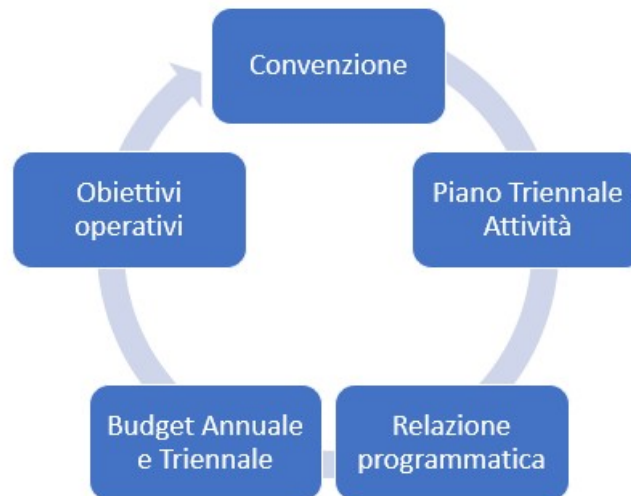 Convenzione
Piano Triennale
Attività
Relazione
programmatica
Budget Annuale
e Triennale
Obiettivi
operativi